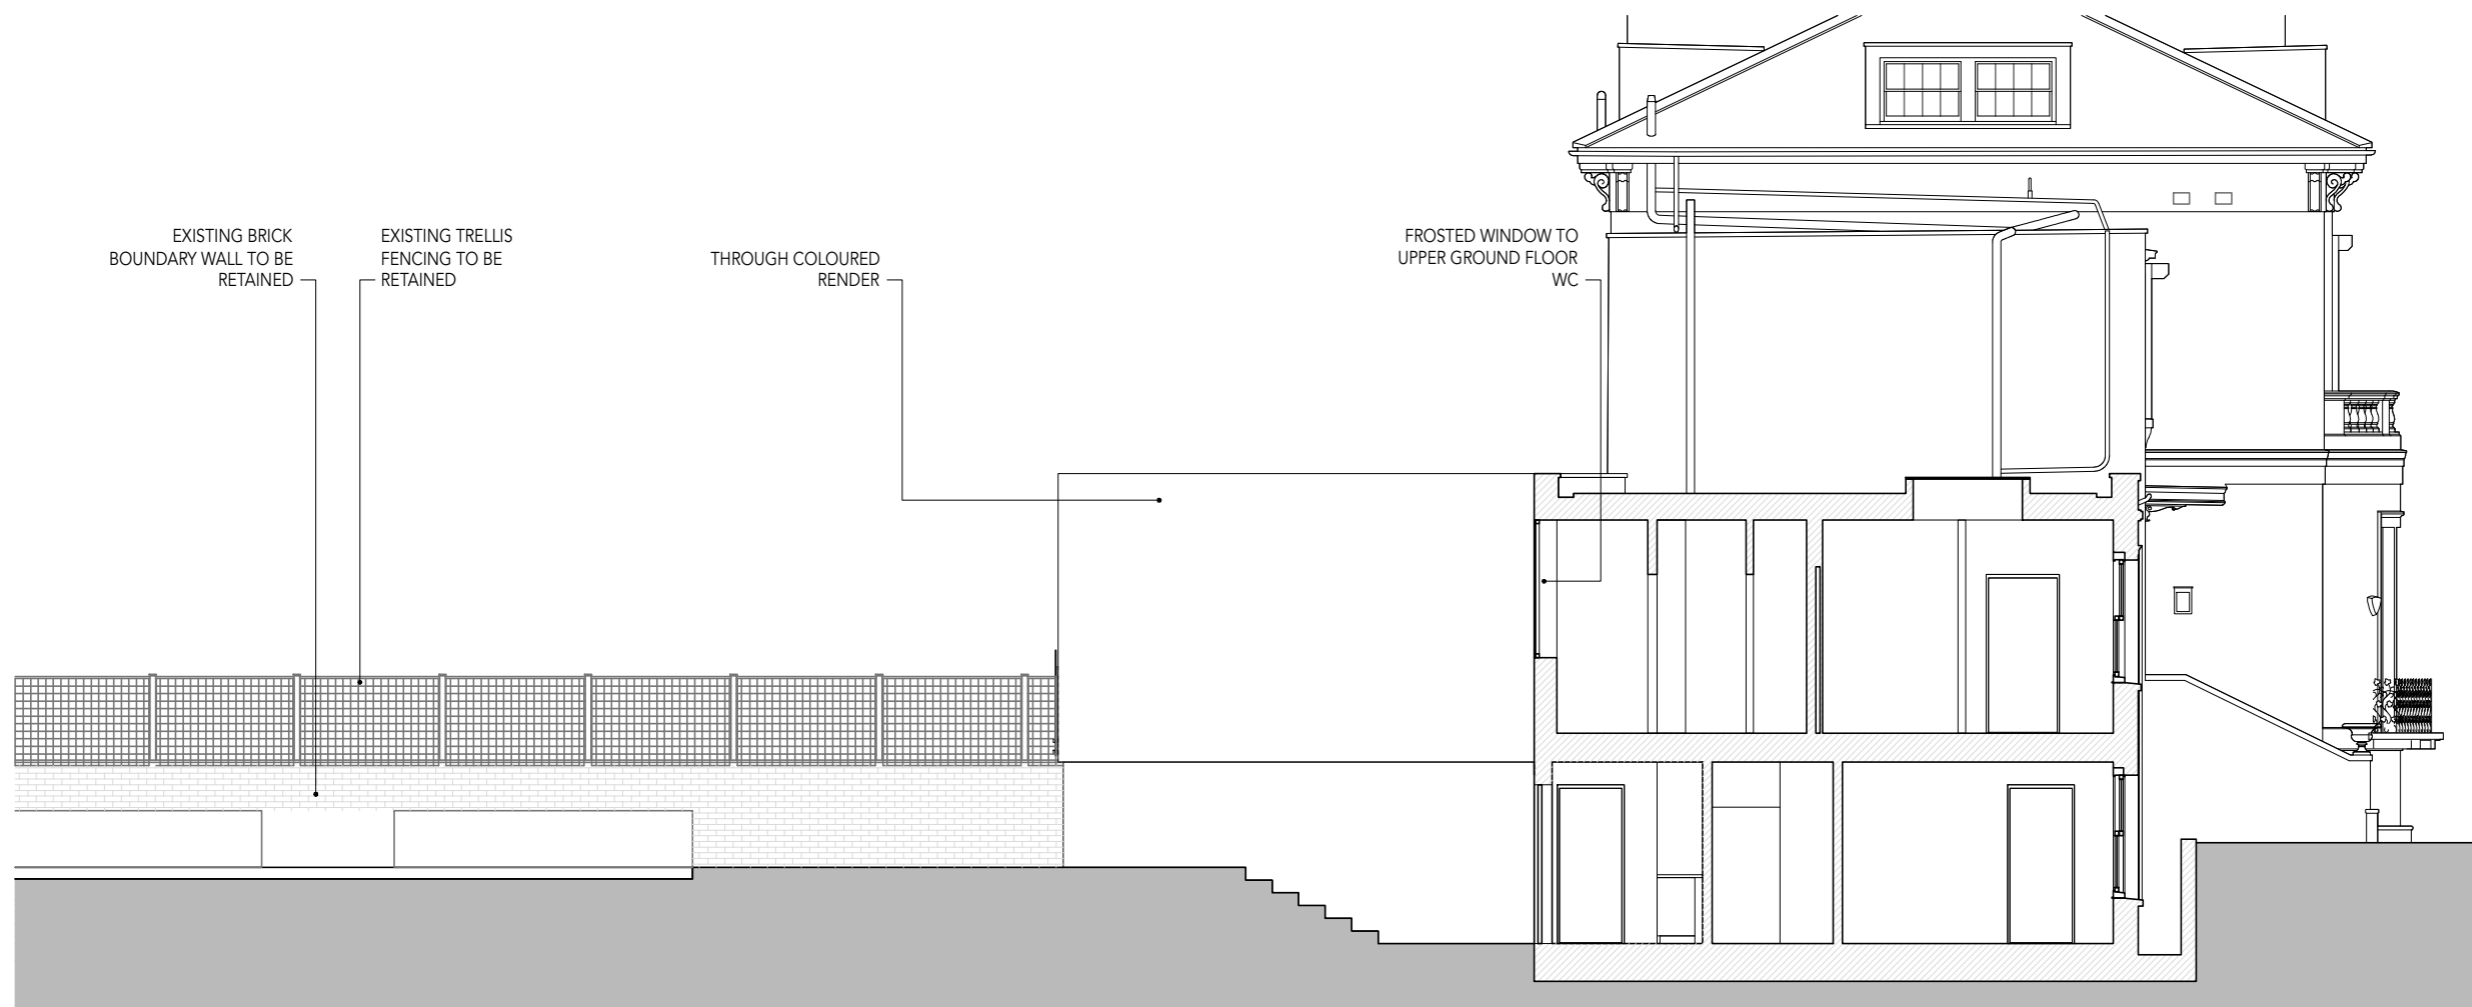 EXISTING BRICK
BOUNDARY WALL TO BE
RETAINED
EXISTING TRELLIS
FENCING TO BE
RETAINED
THROUGH COLOURED
RENDER
FROSTED WINDOW TO
UPPER GROUND FLOOR
WC